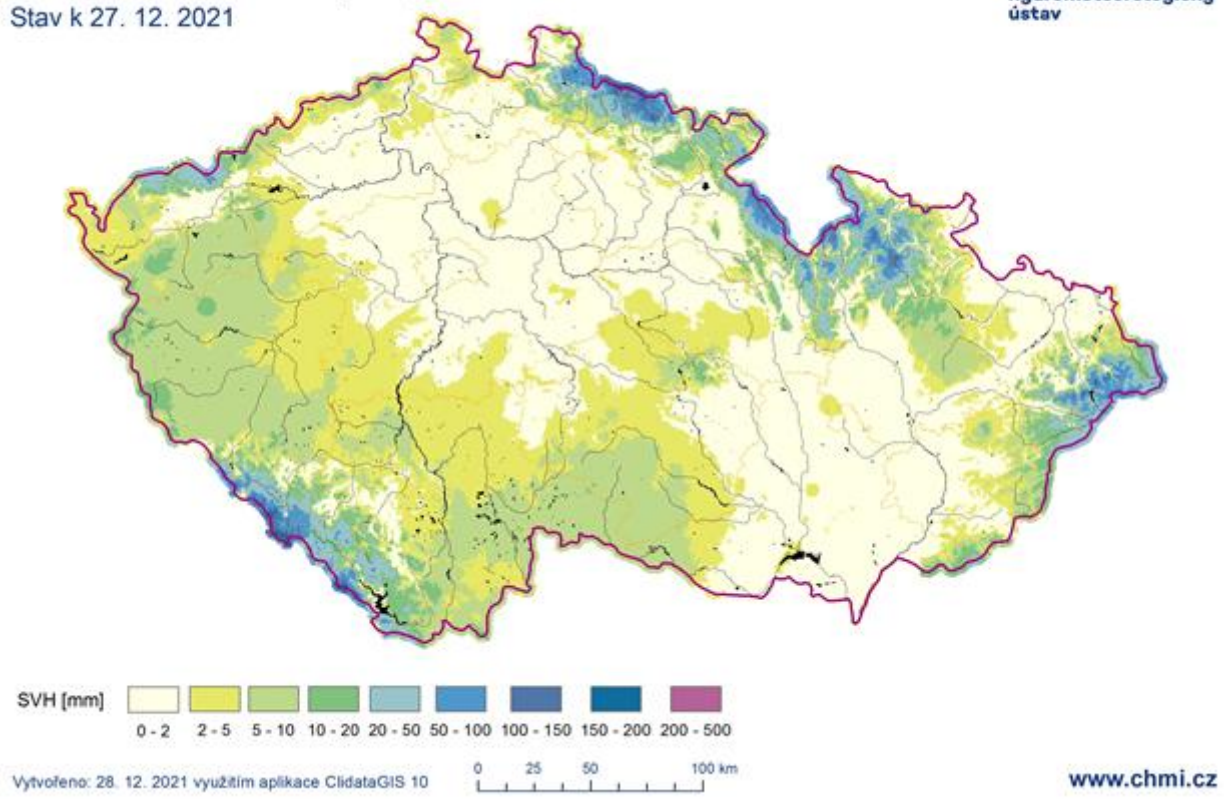 Stav k 27. 12. 2021
ústav
SVH [mm]
0 - 2 2 - 5 5 - 10 10 - 20 20 - 50 50 - 100 100 - 150 150 - 200 200 - 500
Vytvořeno: 28. 12. 2021 využitím aplikace ClidataGIS 10
0 25 50 100 km
www.chmi.cz